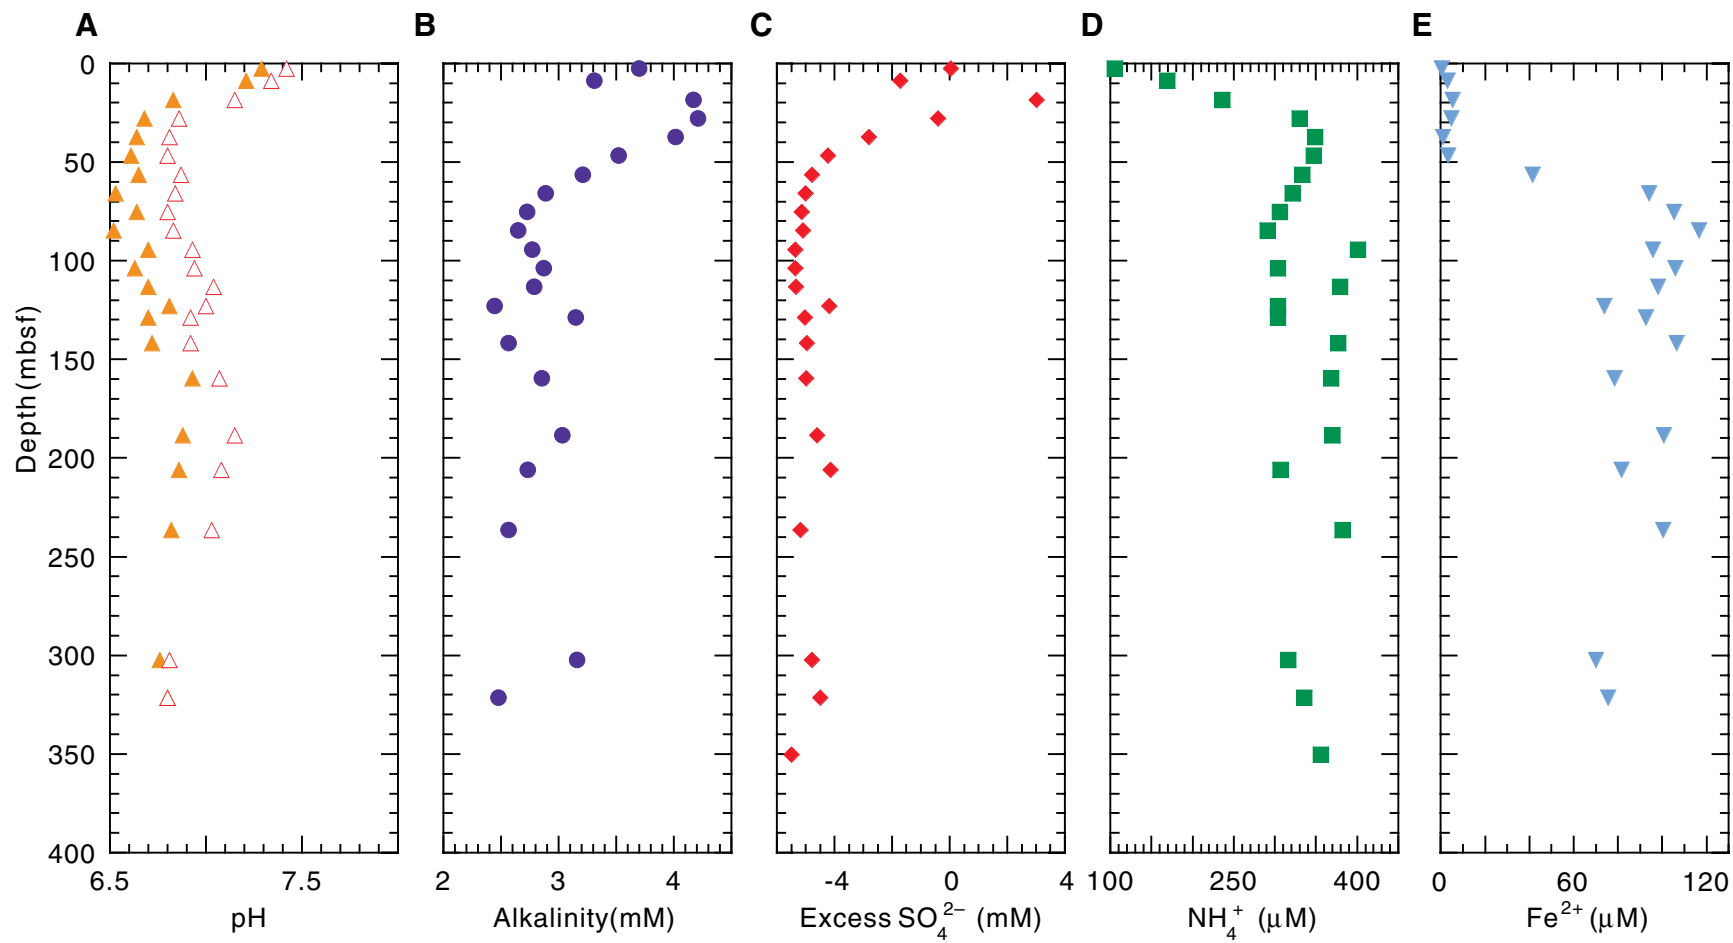 A B C D E
0
50
100
150
200
250
300
350
400
Depth (mbsf)
6.5 7.5 2 3 4 -4 0 4 100 250 400 0 60 120
pH Alkalinity(mM) Excess SO₄²⁻ (mM) NH₄⁺ (μM) Fe²⁺ (μM)